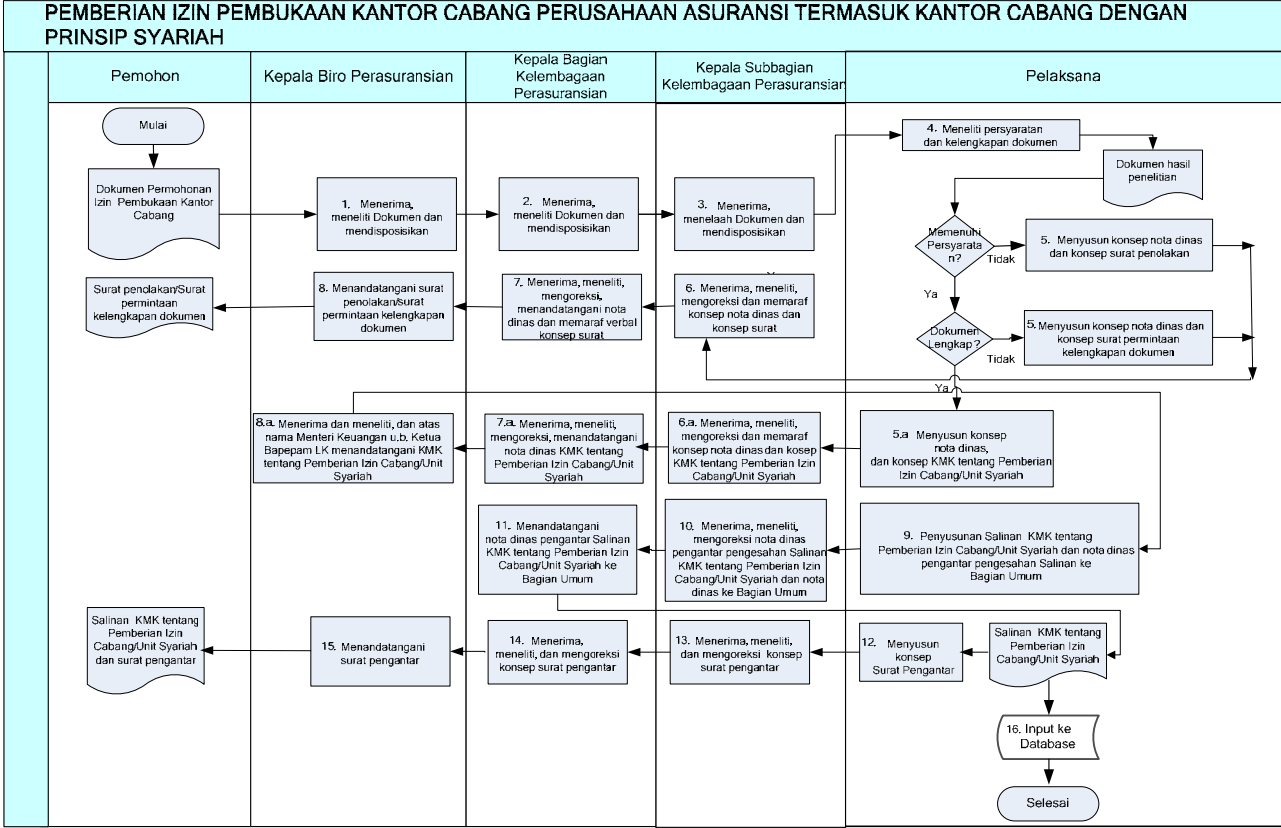 PEMBERIAN IZIN PEMBUKAAN KANTOR CABANG PERUSAHAAN ASURANSI TERMASUK KANTOR CABANG DENGAN
PRINSIP SYARIAH
Pemohon
Kepala Biro Perasuransian
Kepala Bagian
Kelembagaan
Perasuransian
Kepala Subbagian
Kelembagaan Perasuransian
Pelaksana
Mulai
Dokumen Permohonan
Izin Pembukaan Kantor
Cabang
1. Menerima,
meneliti Dokumen dan
mendisposisikan
2. Menerima,
meneliti Dokumen dan
mendisposisikan
3. Menerima,
menelaah Dokumen dan
mendisposisikan
4. Meneliti persyaratan
dan kelengkapan dokumen
Dokumen hasil
penelitian
Memenuhi
Persyarata
n?
Tidak
5. Menyusun konsep nota dinas
dan konsep surat penolakan
Ya
Dokumen
Lengkap?
Tidak
5. Menyusun konsep nota dinas dan
konsep surat permintaan
kelengkapan dokumen
Ya
6. Menerima, meneliti,
mengoreksi dan memaraf
konsep nota dinas dan
konsep surat
7. Menerima, meneliti,
mengoreksi,
menandatangani nota
dinas dan memaraf verbal
konsep surat
8. Menandatangani surat
penolakan/surat
permintaan kelengkapan
dokumen
Surat penolakan/Surat
permintaan
kelengkapan dokumen
5.a Menyusun konsep
nota dinas,
dan konsep KMK tentang Pemberian
Izin Cabang/Unit Syariah
6.a. Menerima, meneliti,
mengoreksi dan memaraf
konsep nota dinas dan kosep
KMK tentang Pemberian Izin
Cabang/Unit Syariah
7.a. Menerima, meneliti,
mengoreksi, menandatangani
nota dinas KMK tentang
Pemberian Izin Cabang/Unit
Syariah
8.a. Menerima dan meneliti, dan atas
nama Menteri Keuangan u.b. Ketua
Bapepam LK menandatangani KMK
tentang Pemberian Izin Cabang/Unit
Syariah
9. Penyusunan Salinan KMK tentang
Pemberian Izin Cabang/Unit Syariah dan nota dinas
pengantar pengesahan Salinan ke
Bagian Umum
10. Menerima, meneliti,
mengoreksi nota dinas
pengantar pengesahan Salinan
KMK tentang Pemberian Izin
Cabang/Unit Syariah dan nota
dinas ke Bagian Umum
11. Menandatangani
nota dinas pengantar Salinan
KMK tentang Pemberian Izin
Cabang/Unit Syariah ke
Bagian Umum
Salinan KMK tentang
Pemberian Izin
Cabang/Unit Syariah
12. Menyusun
konsep
Surat Pengantar
13. Menerima, meneliti,
dan mengoreksi konsep
surat pengantar
14. Menerima,
meneliti, dan mengoreksi
konsep surat pengantar
15. Menandatangani
surat pengantar
Salinan KMK tentang
Pemberian Izin
Cabang/Unit Syariah
dan surat pengantar
16. Input ke
Database
Selesai